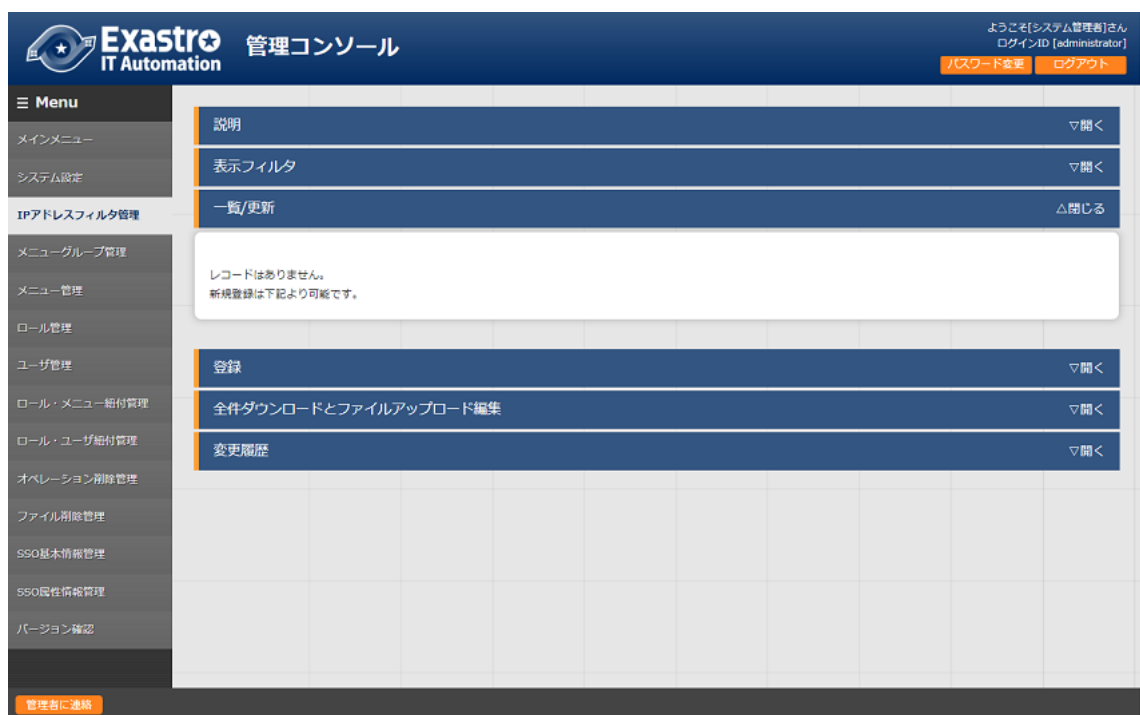 Exastro
IT Automation
管理コンソール
ようこそ[システム管理者]さん
ログインID [administrator]
パスワード変更
ログアウト
☰ Menu
メインメニュー
システム設定
IPアドレスフィルタ管理
メニューグループ管理
メニュー管理
ロール管理
ユーザ管理
ロール・メニュー紐付管理
ロール・ユーザ紐付管理
オペレーション削除管理
ファイル削除管理
SSO基本情報管理
SSO属性情報管理
バージョン確認
説明 ▽開く
表示フィルタ ▽開く
一覧/更新 △閉じる
レコードはありません。
新規登録は下記より可能です。
登録 ▽開く
全件ダウンロードとファイルアップロード編集 ▽開く
変更履歴 ▽開く
管理者に連絡